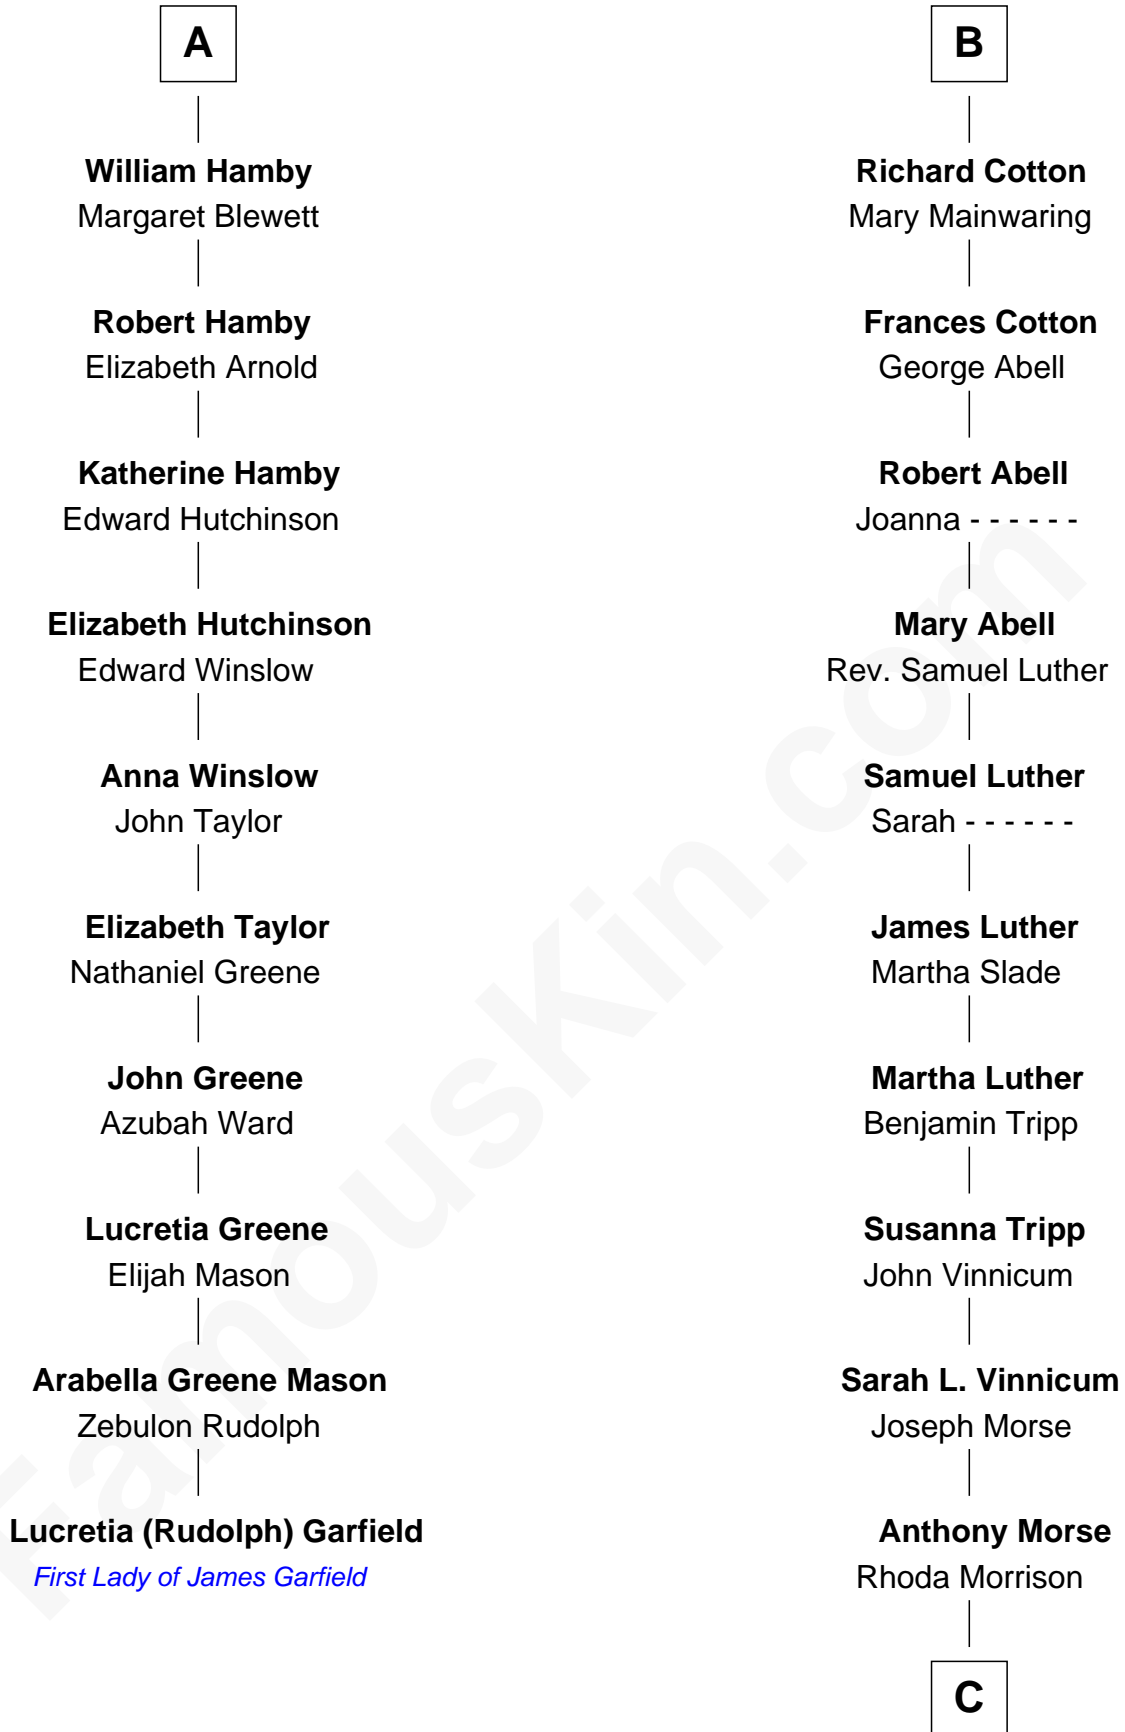 A
William Hamby
Margaret Blewett
Robert Hamby
Elizabeth Arnold
Katherine Hamby
Edward Hutchinson
Elizabeth Hutchinson
Edward Winslow
Anna Winslow
John Taylor
Elizabeth Taylor
Nathaniel Greene
John Greene
Azubah Ward
Lucretia Greene
Elijah Mason
Arabella Greene Mason
Zebulon Rudolph
Lucretia (Rudolph) Garfield
First Lady of James Garfield
B
Richard Cotton
Mary Mainwaring
Frances Cotton
George Abell
Robert Abell
Joanna - - - - - -
Mary Abell
Rev. Samuel Luther
Samuel Luther
Sarah - - - - - -
James Luther
Martha Slade
Martha Luther
Benjamin Tripp
Susanna Tripp
John Vinnicum
Sarah L. Vinnicum
Joseph Morse
Anthony Morse
Rhoda Morrison
C
FamousKin.com